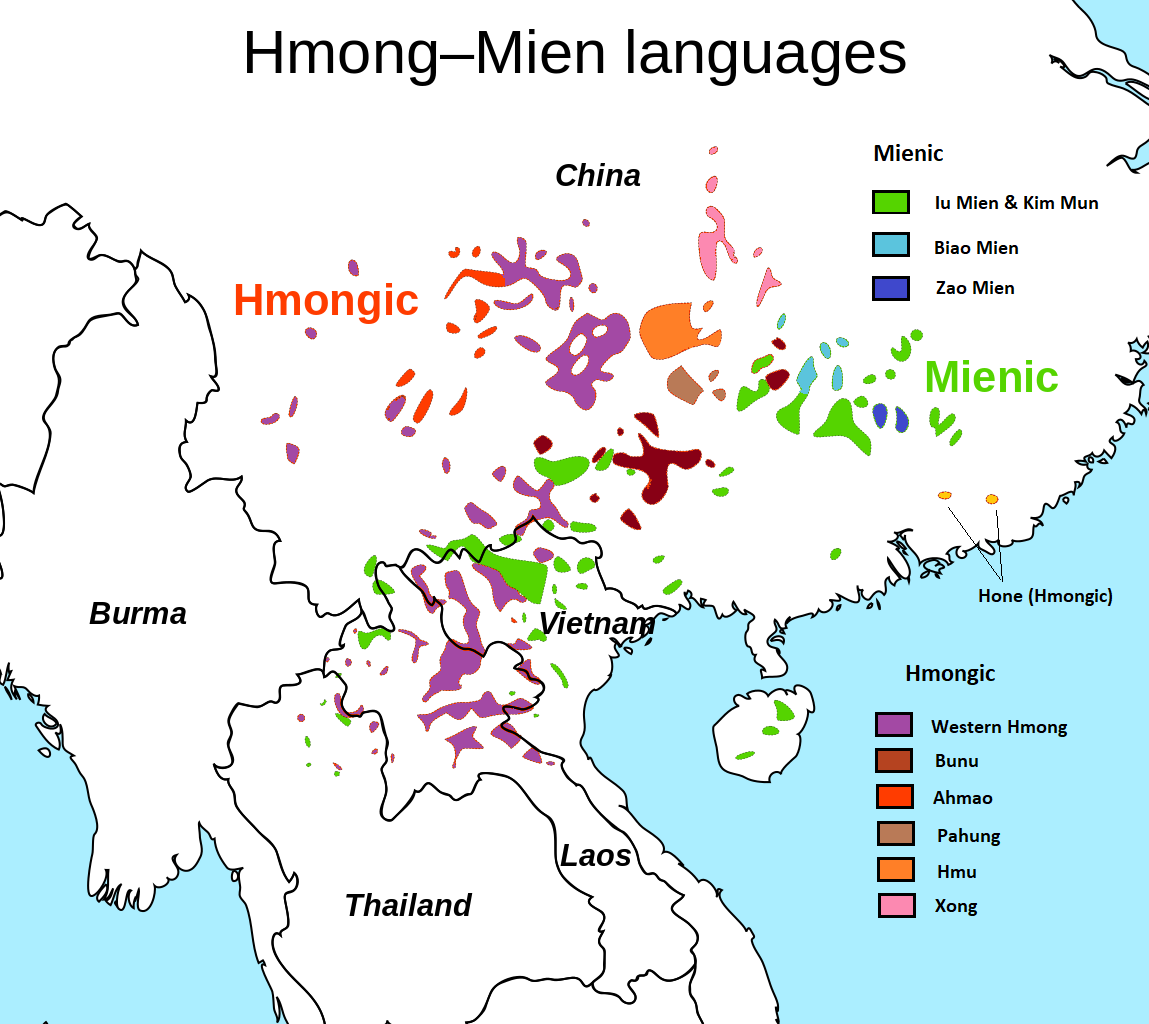 Hmong–Mien languages
China
Mienic
Iu Mien & Kim Mun
Biao Mien
Zao Mien
Hmongic
Mienic
Hone (Hmongic)
Burma
Vietnam
Hmongic
Western Hmong
Bunu
Ahmao
Pahung
Hmu
Xong
Laos
Thailand